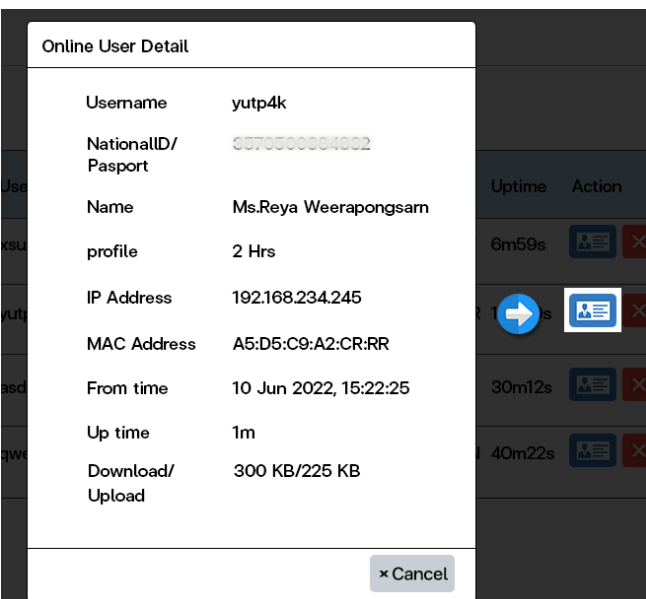 Online User Detail
Username yutp4k
NationalID/
Pasport
Name Ms.Reya Weerapongsarn
profile 2 Hrs
IP Address 192.168.234.245
MAC Address A5:D5:C9:A2:CR:RR
From time 10 Jun 2022, 15:22:25
Up time 1m
Download/ 300 KB/225 KB
Upload
× Cancel
Uptime Action
6m59s
30m12s
40m22s